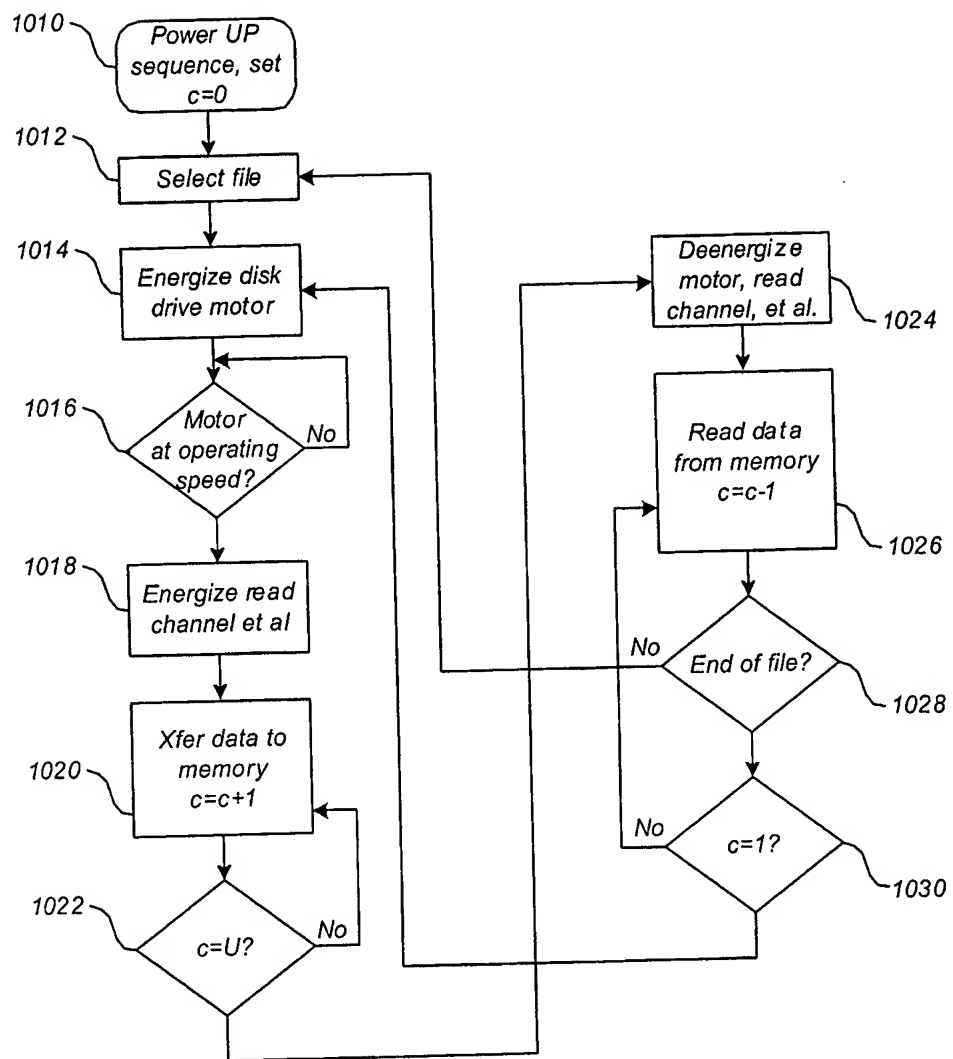 1010
Power UP
sequence, set
c=0
1012
Select file
1014
Energize disk
drive motor
1016
Motor
at operating
speed?
No
1018
Energize read
channel et al
1020
Xfer data to
memory
c=c+1
1022
c=U?
No
Deenergize
motor, read
channel, et al.
1024
Read data
from memory
c=c-1
1026
No
End of file?
1028
No
c=1?
1030